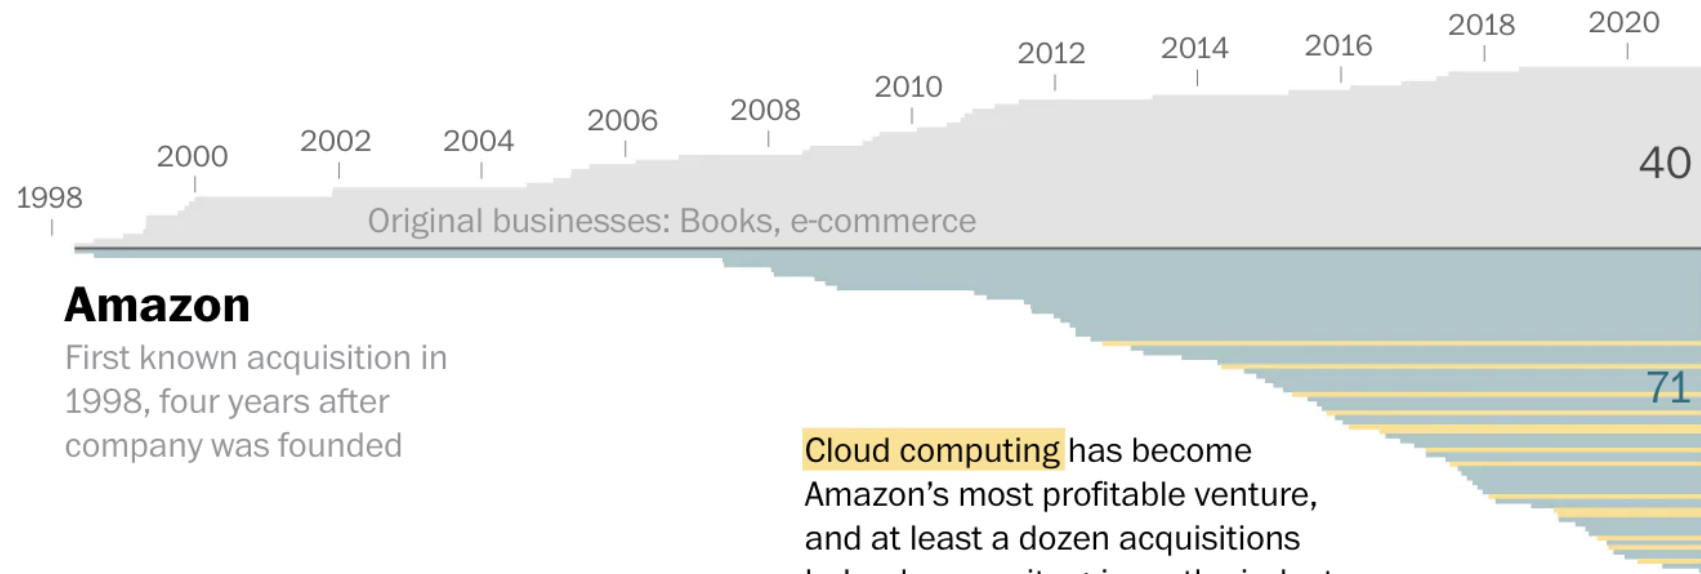 1998
2000
2002
2004
2006
2008
2010
2012
2014
2016
2018
2020
40
Original businesses: Books, e-commerce
Amazon
First known acquisition in
1998, four years after
company was founded
71
Cloud computing has become
Amazon’s most profitable venture,
and at least a dozen acquisitions